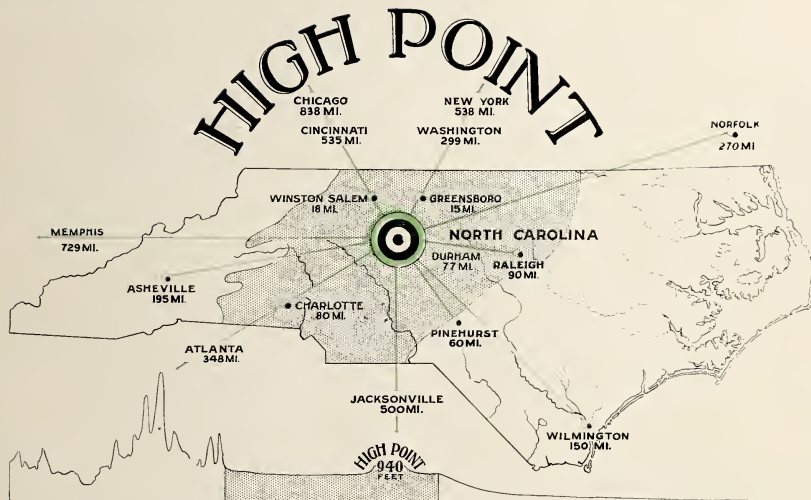 HIGH POINT
CHICAGO
838 MI.
NEW YORK
538 MI.
CINCINNATI
535 MI.
WASHINGTON
299 MI.
NORFOLK
270 MI
WINSTON SALEM
18 MI.
GREENSBORO
15 MI.
MEMPHIS
729 MI.
NORTH CAROLINA
DURHAM
77 MI.
RALEIGH
90 MI.
ASHEVILLE
195 MI.
CHARLOTTE
80 MI.
PINEHURST
60 MI.
ATLANTA
348 MI.
JACKSONVILLE
500 MI.
WILMINGTON
150 MI.
HIGH POINT
940
FEET